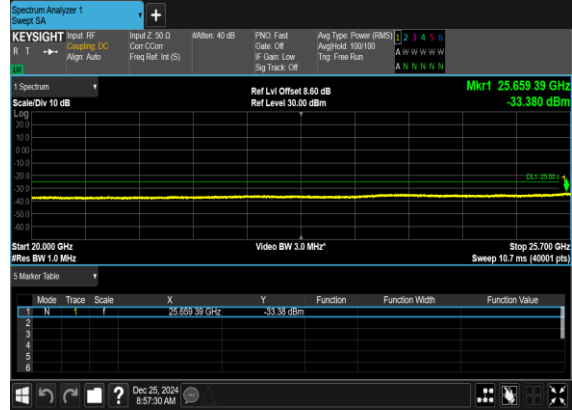 Spectrum Analyzer 1
Swept SA
+
KEYSIGHT
R T
Input: RF
Coupling: DC
Align: Auto
Input Z: 50 Ω
Corr CCorr
Freq Ref: Int (S)
#Atten: 40 dB
PNO: Fast
Gate: Off
IF Gain: Low
Sig Track: Off
Avg Type: Power (RMS)
Avg|Hold: 100/100
Trig: Free Run
1 2 3 4 5 6
A W W W W W
A N N N N N
1 Spectrum
Scale/Div 10 dB
Log
Ref Lvl Offset 8.60 dB
Ref Level 30.00 dBm
Mkr1 25.659 39 GHz
-33.380 dBm
20.0
10.0
0.00
-10.0
-20.0
DL1 -25.00
-30.0
-40.0
-50.0
-60.0
Start 20.000 GHz
#Res BW 1.0 MHz
Video BW 3.0 MHz*
Stop 25.700 GHz
Sweep 10.7 ms (40001 pts)
5 Marker Table
Mode Trace Scale X Y Function Function Width Function Value
1 N 1 f 25.659 39 GHz -33.38 dBm
2
3
4
5
6
?
Dec 25, 2024
8:57:30 AM